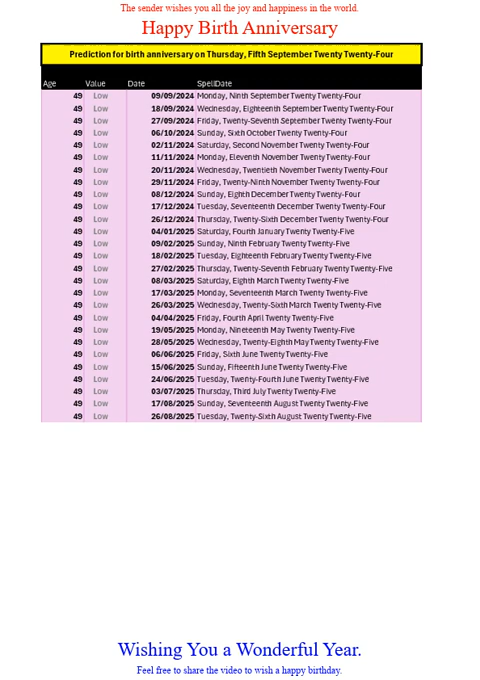 The sender wishes you all the joy and happiness in the world.
Happy Birth Anniversary
Prediction for birth anniversary on Thursday, Fifth September Twenty Twenty-Four
Age Value Date SpellDate
49 Low 09/09/2024 Monday, Ninth September Twenty Twenty-Four
49 Low 18/09/2024 Wednesday, Eighteenth September Twenty Twenty-Four
49 Low 27/09/2024 Friday, Twenty-Seventh September Twenty Twenty-Four
49 Low 06/10/2024 Sunday, Sixth October Twenty Twenty-Four
49 Low 02/11/2024 Saturday, Second November Twenty Twenty-Four
49 Low 11/11/2024 Monday, Eleventh November Twenty Twenty-Four
49 Low 20/11/2024 Wednesday, Twentieth November Twenty Twenty-Four
49 Low 29/11/2024 Friday, Twenty-Ninth November Twenty Twenty-Four
49 Low 08/12/2024 Sunday, Eighth December Twenty Twenty-Four
49 Low 17/12/2024 Tuesday, Seventeenth December Twenty Twenty-Four
49 Low 26/12/2024 Thursday, Twenty-Sixth December Twenty Twenty-Four
49 Low 04/01/2025 Saturday, Fourth January Twenty Twenty-Five
49 Low 09/02/2025 Sunday, Ninth February Twenty Twenty-Five
49 Low 18/02/2025 Tuesday, Eighteenth February Twenty Twenty-Five
49 Low 27/02/2025 Thursday, Twenty-Seventh February Twenty Twenty-Five
49 Low 08/03/2025 Saturday, Eighth March Twenty Twenty-Five
49 Low 17/03/2025 Monday, Seventeenth March Twenty Twenty-Five
49 Low 26/03/2025 Wednesday, Twenty-Sixth March Twenty Twenty-Five
49 Low 04/04/2025 Friday, Fourth April Twenty Twenty-Five
49 Low 19/05/2025 Monday, Nineteenth May Twenty Twenty-Five
49 Low 28/05/2025 Wednesday, Twenty-Eighth May Twenty Twenty-Five
49 Low 06/06/2025 Friday, Sixth June Twenty Twenty-Five
49 Low 15/06/2025 Sunday, Fifteenth June Twenty Twenty-Five
49 Low 24/06/2025 Tuesday, Twenty-Fourth June Twenty Twenty-Five
49 Low 03/07/2025 Thursday, Third July Twenty Twenty-Five
49 Low 17/08/2025 Sunday, Seventeenth August Twenty Twenty-Five
49 Low 26/08/2025 Tuesday, Twenty-Sixth August Twenty Twenty-Five
Wishing You a Wonderful Year.
Feel free to share the video to wish a happy birthday.